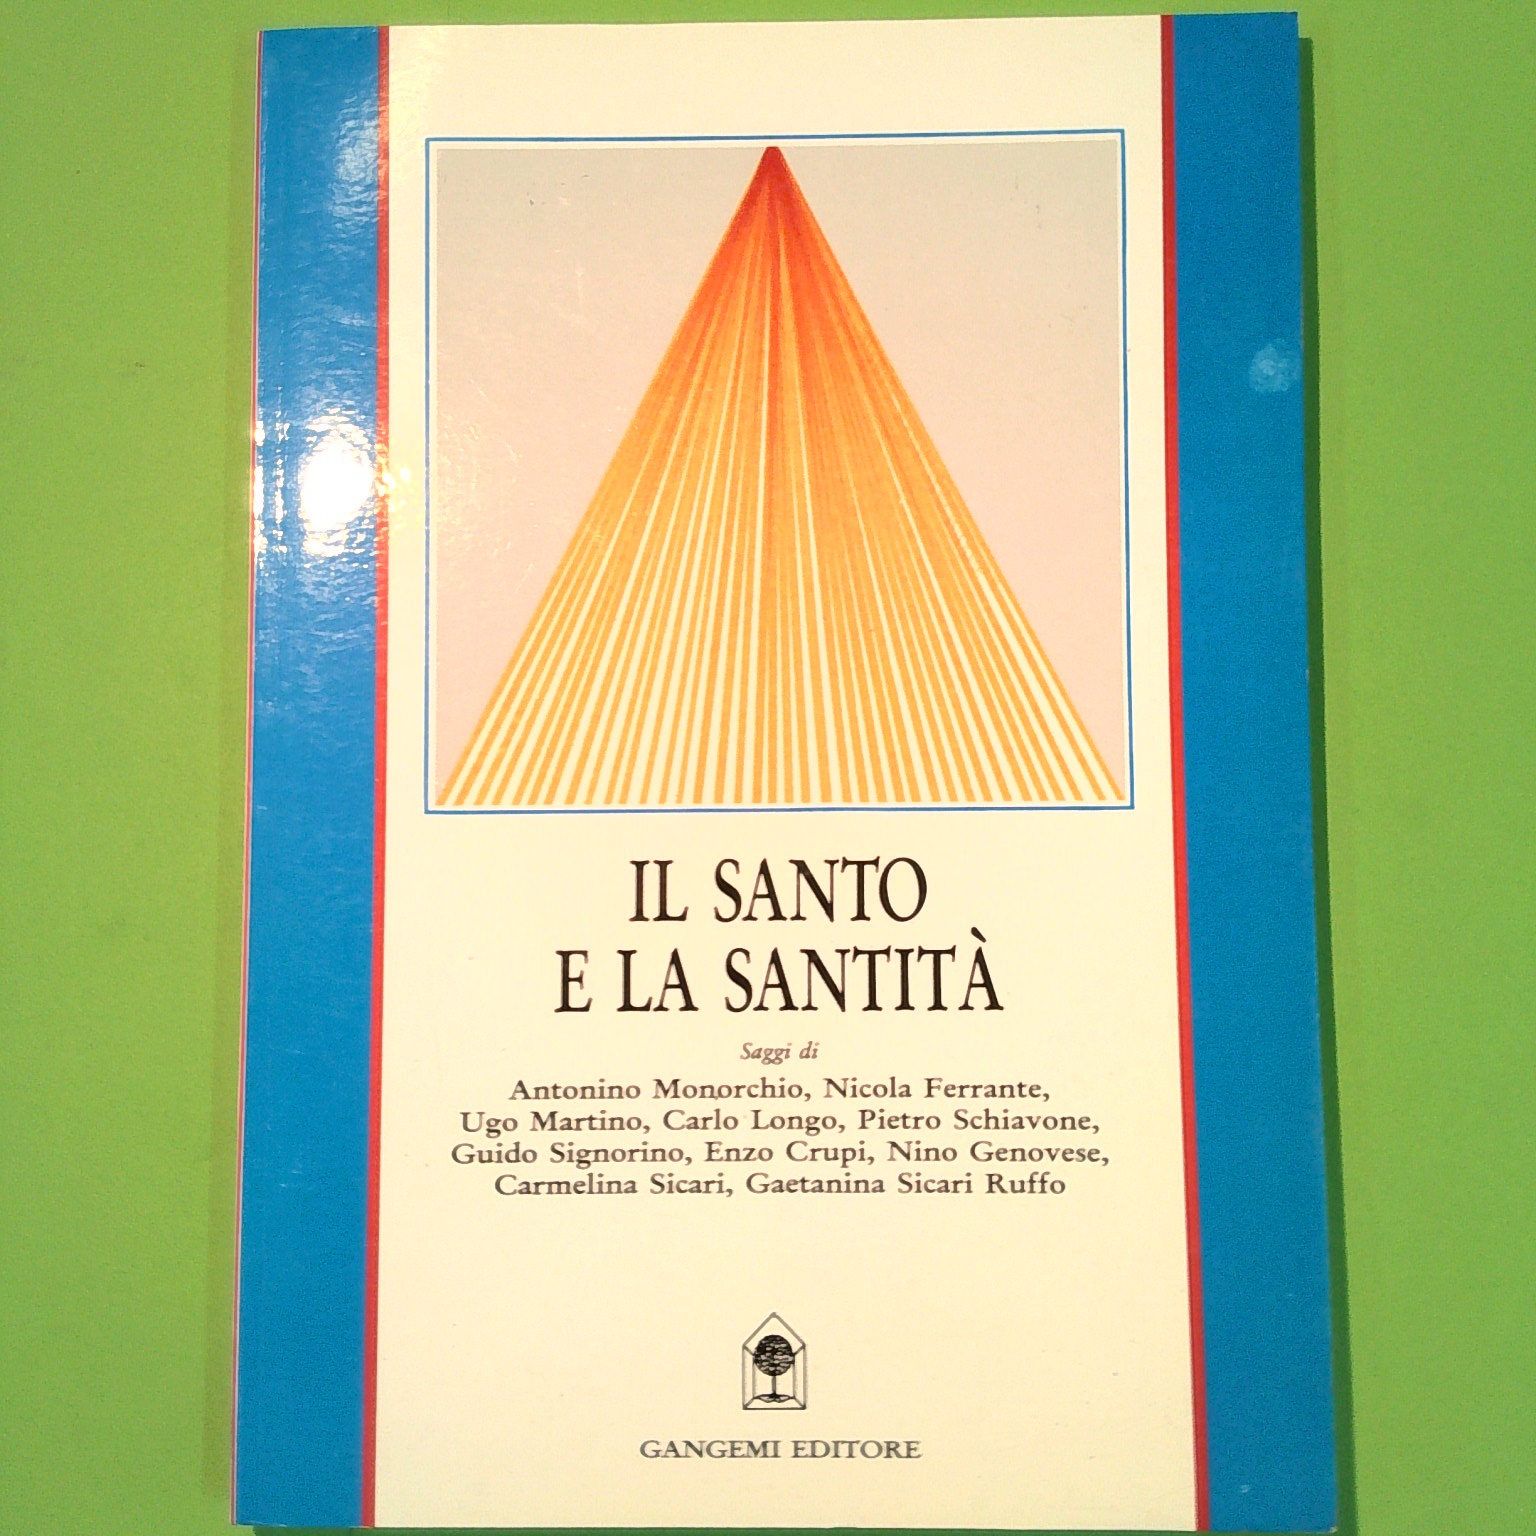 IL SANTO
E LA SANTITÀ
Saggi di
Antonino Monorchio, Nicola Ferrante,
Ugo Martino, Carlo Longo, Pietro Schiavone,
Guido Signorino, Enzo Crupi, Nino Genovese,
Carmelina Sicari, Gaetanina Sicari Ruffo
GANGEMI EDITORE